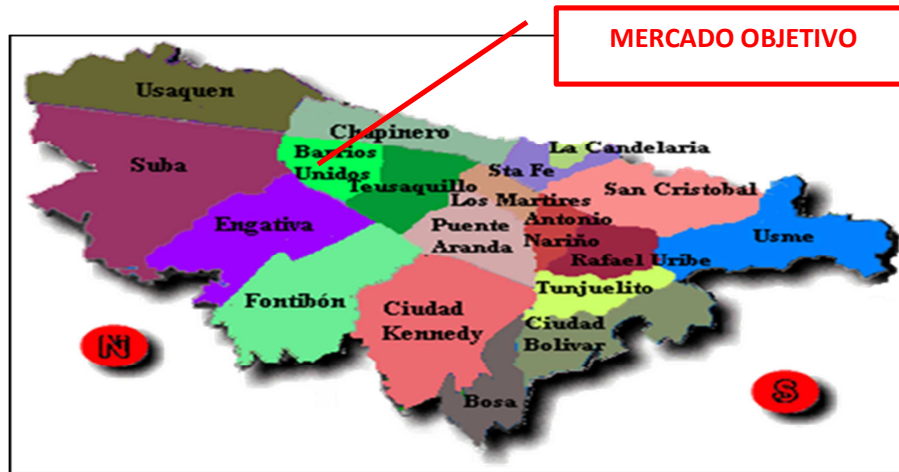 MERCADO OBJETIVO
Usaquen
Chapinero
La Candelaria
Barrios
Unidos
Suba
Sta Fe
Teusaquillo
San Cristobal
Los Martires
Engativa
Puente
Aranda
Antonio
Nariño
Usme
Rafael Uribe
Tunjuelito
Fontibón
Ciudad
Kennedy
Ciudad
Bolivar
N
S
Bosa